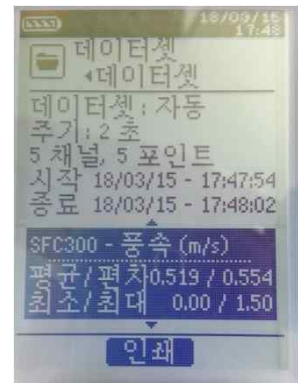 18/03/15
17:48
데이터셋
◂데이터셋
데이터셋 : 자동
주기 : 2 초
5 채널, 5 포인트
시작 18/03/15 - 17:47:54
종료 18/03/15 - 17:48:02
SFC300 - 풍속 (m/s)
평균/편차 0.519 / 0.554
최소/최대 0.00 / 1.50
인쇄